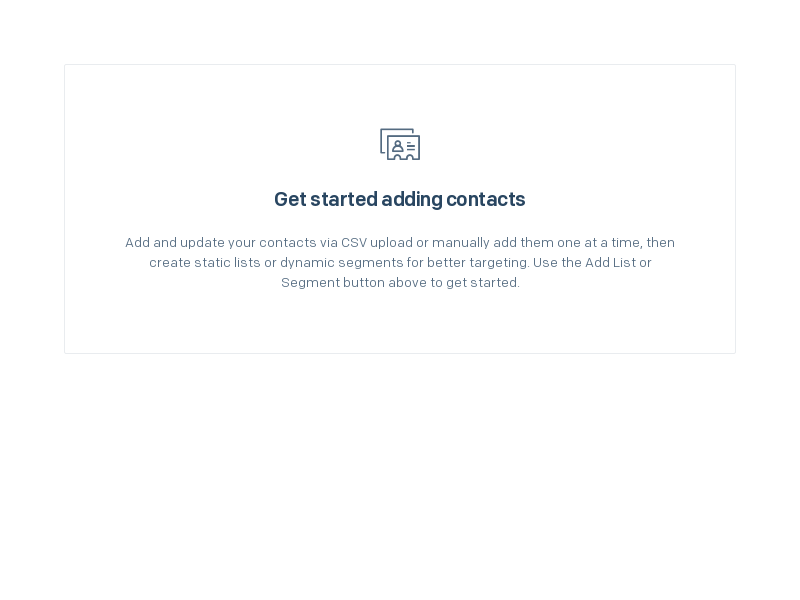 Get started adding contacts
Add and update your contacts via CSV upload or manually add them one at a time, then
create static lists or dynamic segments for better targeting. Use the Add List or
Segment button above to get started.